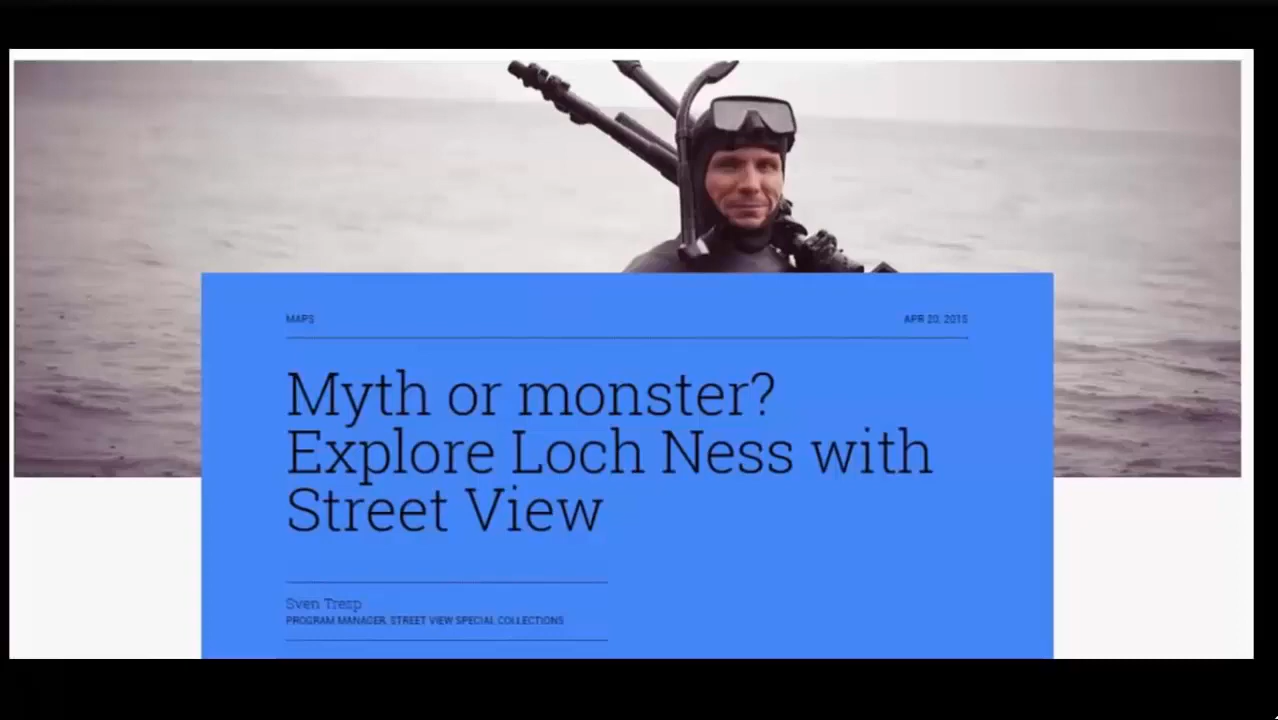 MAPS
APR 20, 2015
Myth or monster?
Explore Loch Ness with
Street View
Sven Tresp
PROGRAM MANAGER, STREET VIEW SPECIAL COLLECTIONS